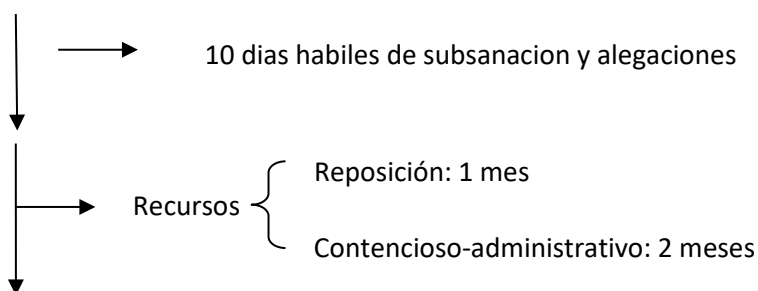 10 dias habiles de subsanacion y alegaciones
Reposición: 1 mes
Recursos
Contencioso-administrativo: 2 meses